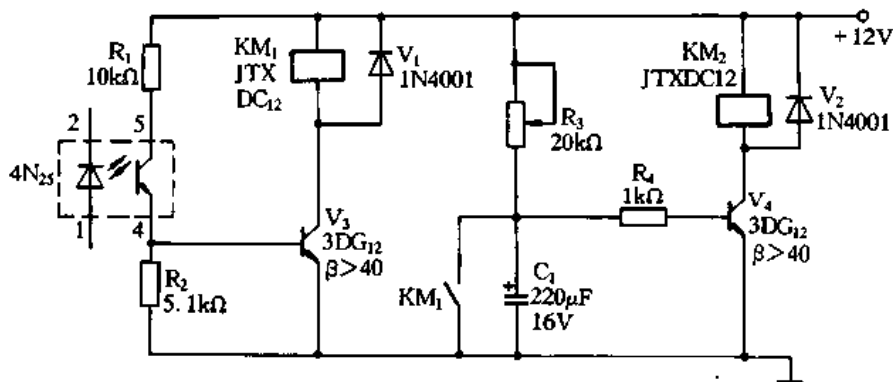 R₁
10kΩ
2
5
4N₂₅
1
4
R₂
5.1kΩ
KM₁
JTX
DC₁₂
V₁
1N4001
V₃
3DG₁₂
β>40
R₃
20kΩ
KM₁
C₁
220μF
16V
R₄
1kΩ
KM₂
JTXDC12
V₂
1N4001
V₄
3DG₁₂
β>40
+12V